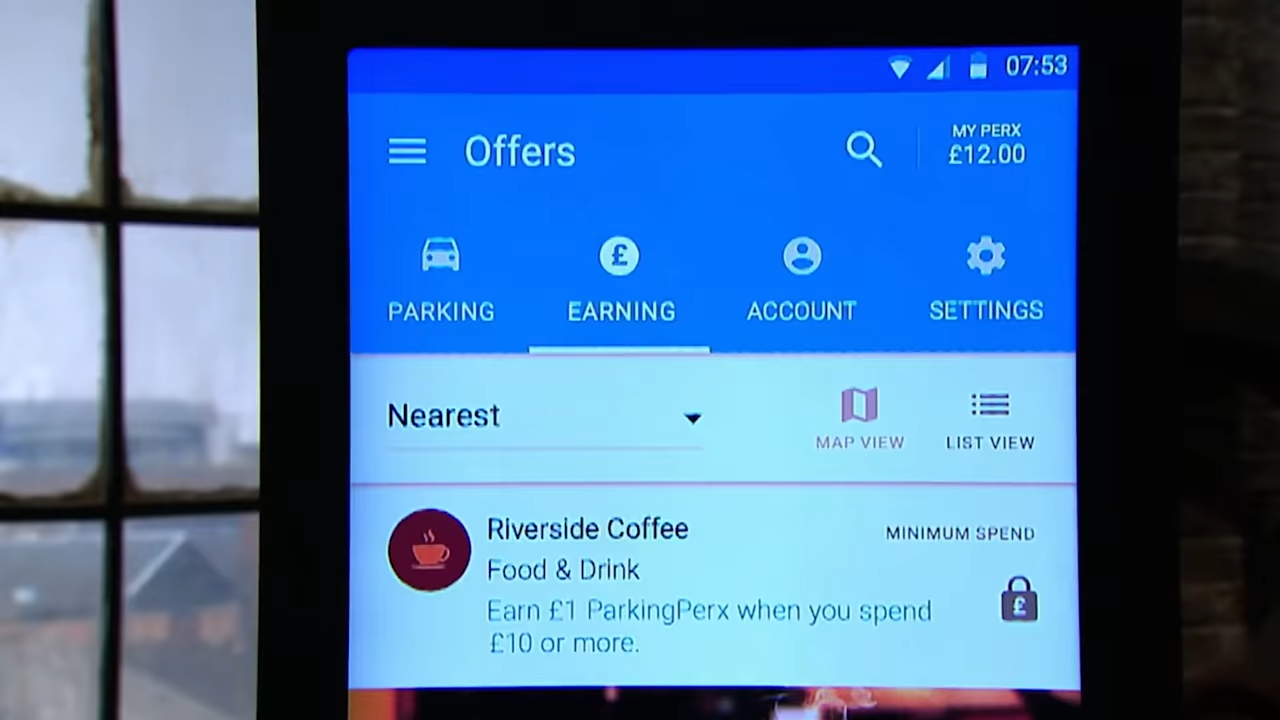 07:53
Offers
MY PERX
£12.00
PARKING
EARNING
ACCOUNT
SETTINGS
Nearest
MAP VIEW
LIST VIEW
Riverside Coffee
MINIMUM SPEND
Food & Drink
Earn £1 ParkingPerx when you spend
£10 or more.